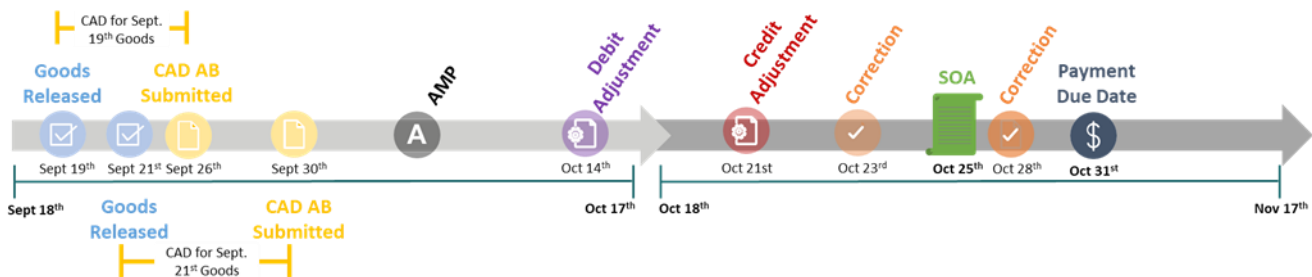 CAD for Sept.
19th Goods
Goods
Released
CAD AB
Submitted
AMP
Debit
Adjustment
Credit
Adjustment
Correction
SOA
Correction
Payment
Due Date
A
$
Sept 19th
Sept 21st
Sept 26th
Sept 30th
Oct 14th
Oct 21st
Oct 23rd
Oct 25th
Oct 28th
Oct 31st
Sept 18th
Oct 17th
Oct 18th
Nov 17th
Goods
Released
CAD AB
Submitted
CAD for Sept.
21st Goods